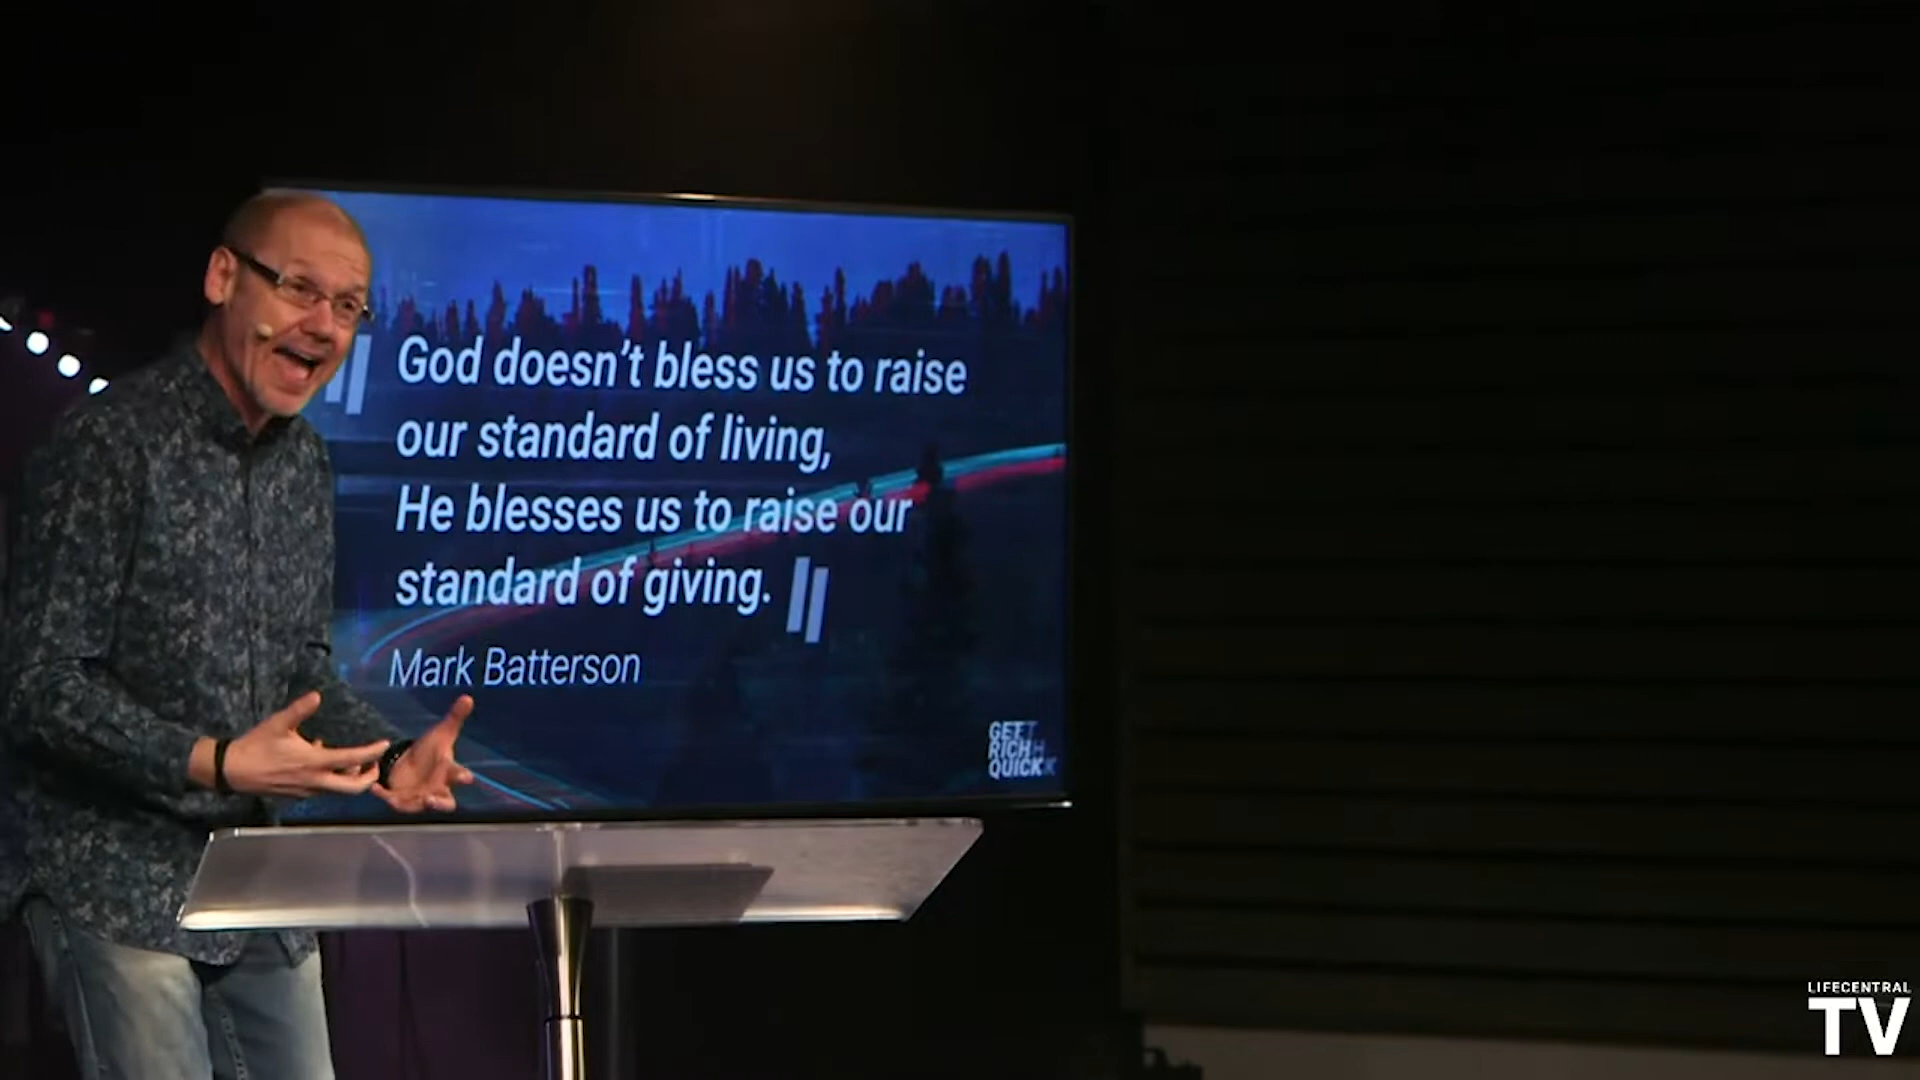 God doesn't bless us to raise
our standard of living,
He blesses us to raise our
standard of giving.
Mark Batterson
GET
RICH
QUICK
LIFECENTRAL
TV